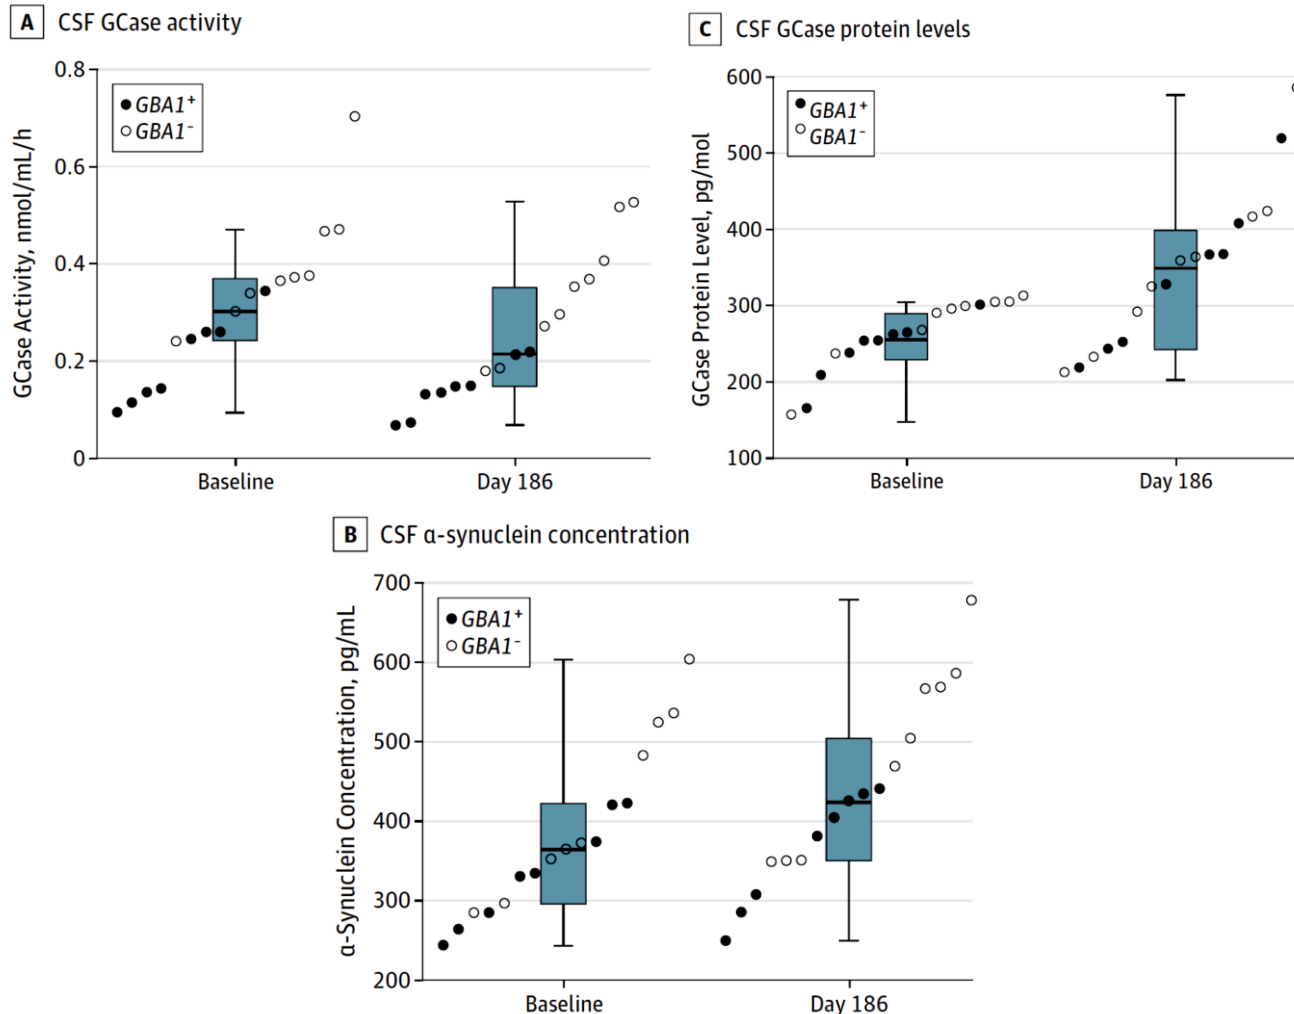 A CSF GCase activity
GCase Activity, nmol/mL/h
0.8
0.6
0.4
0.2
0
GBA1+
GBA1−
Baseline
Day 186
C CSF GCase protein levels
GCase Protein Level, pg/mol
600
500
400
300
200
100
GBA1+
GBA1−
Baseline
Day 186
B CSF α-synuclein concentration
α-Synuclein Concentration, pg/mL
700
600
500
400
300
200
GBA1+
GBA1−
Baseline
Day 186